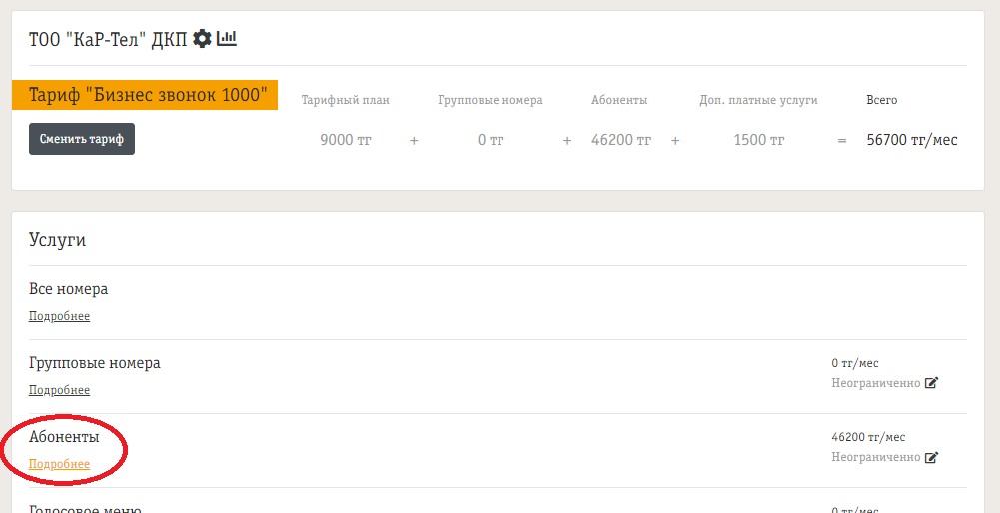 ТОО "КаР-Тел" ДКП
Тариф "Бизнес звонок 1000"
Тарифный план
Групповые номера
Абоненты
Доп. платные услуги
Всего
Сменить тариф
9000 тг + 0 тг + 46200 тг + 1500 тг = 56700 тг/мес
Услуги
Все номера
Подробнее
Групповые номера
0 тг/мес
Неограниченно
Подробнее
Абоненты
46200 тг/мес
Неограниченно
Подробнее
Голосовое меню
0 тг/мес